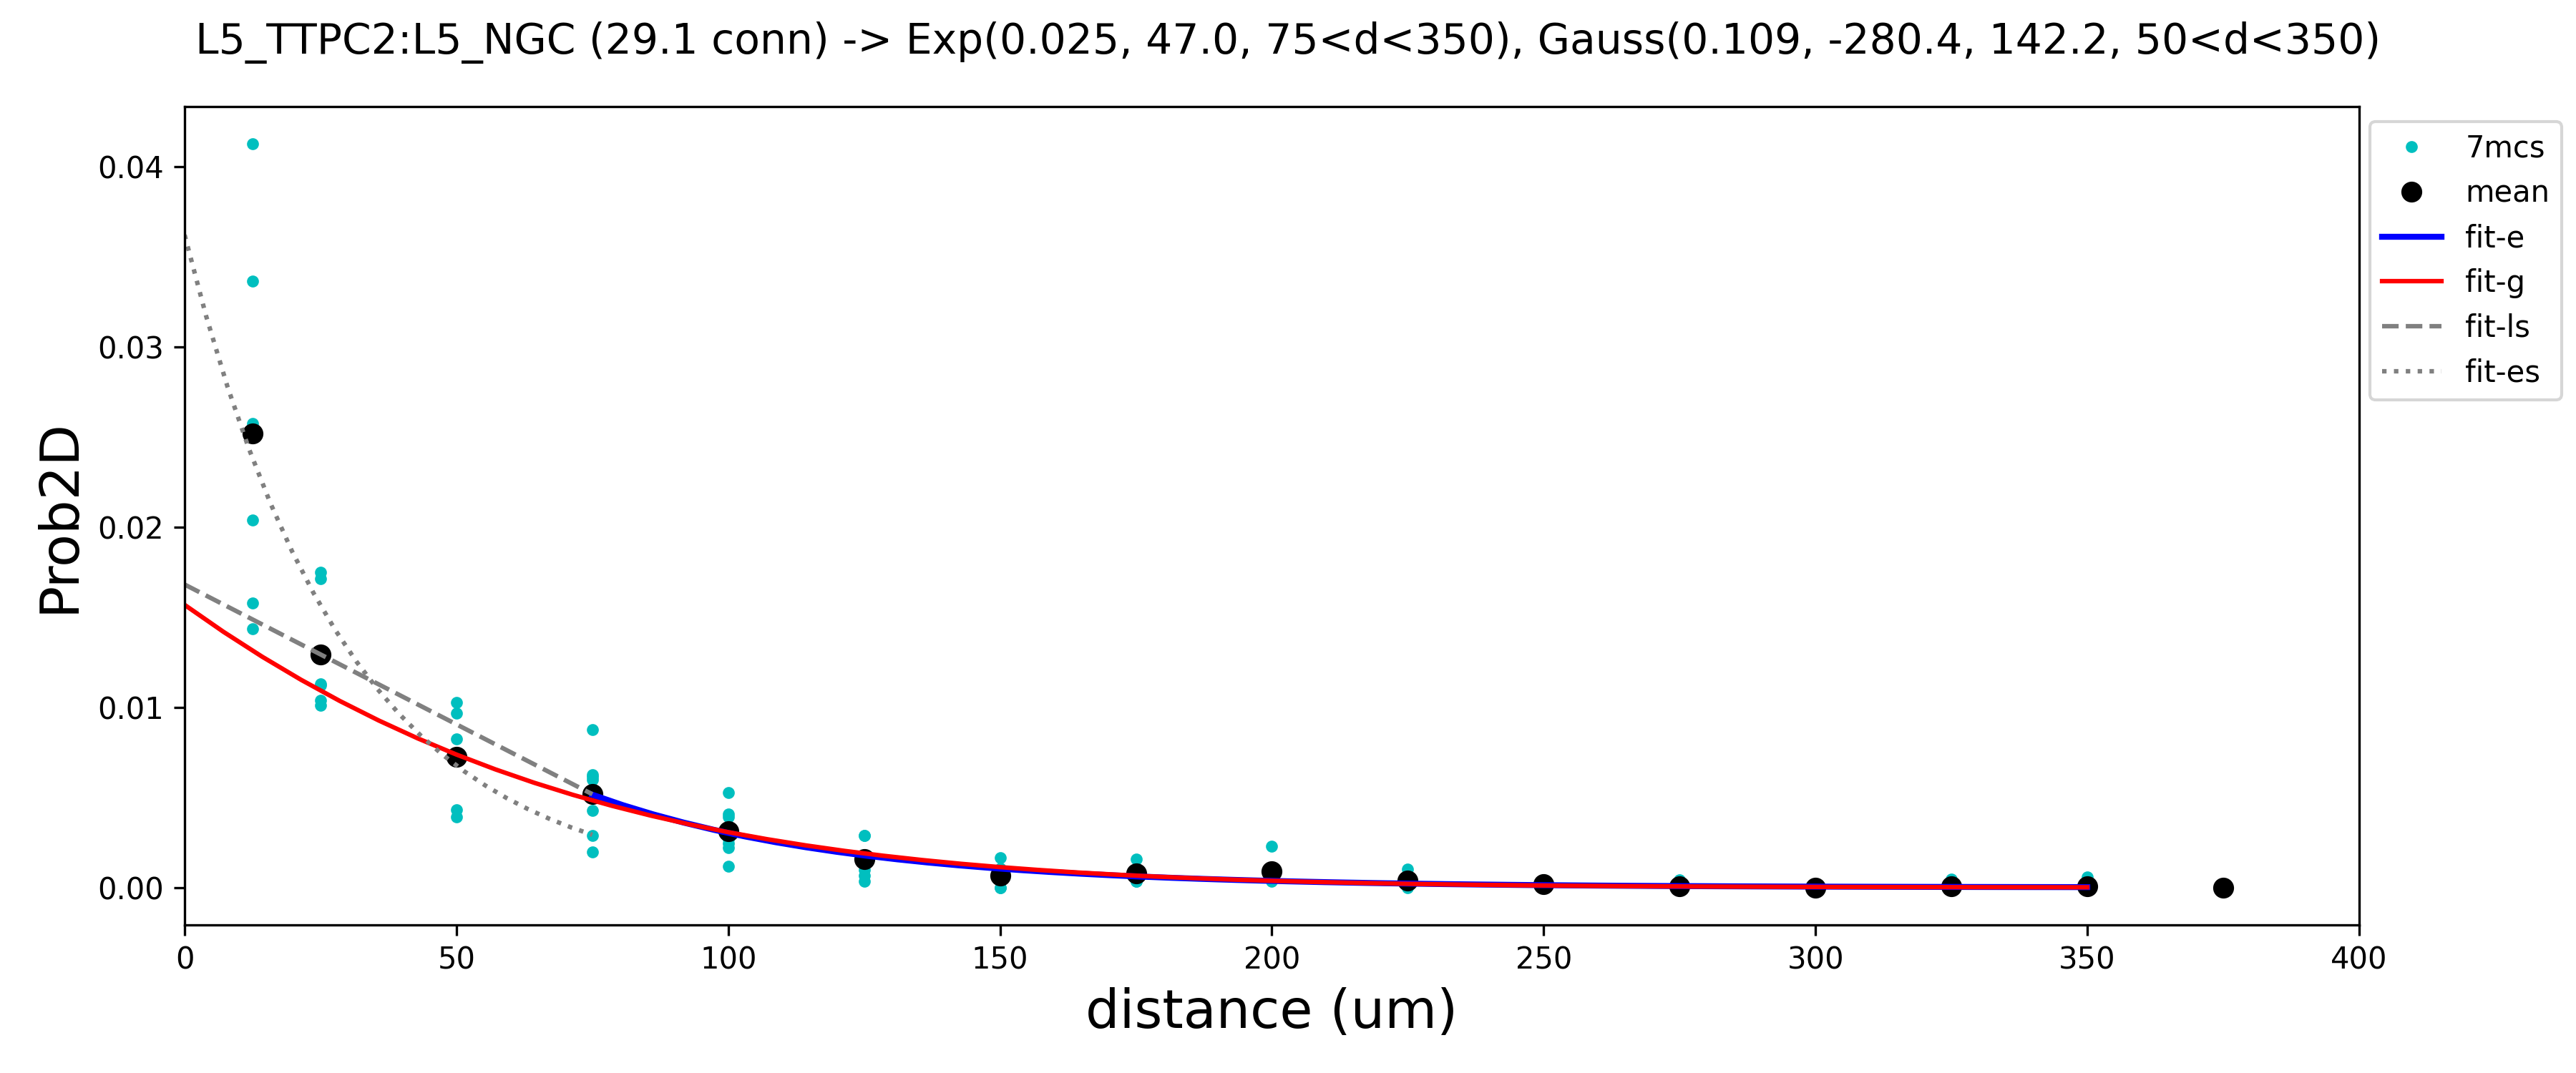 L5_TTPC2:L5_NGC (29.1 conn) -> Exp(0.025, 47.0, 75<d<350), Gauss(0.109, -280.4, 142.2, 50<d<350)
Prob2D
0.04
0.03
0.02
0.01
0.00
0 50 100 150 200 250 300 350 400
distance (um)
7mcs
mean
fit-e
fit-g
fit-ls
fit-es